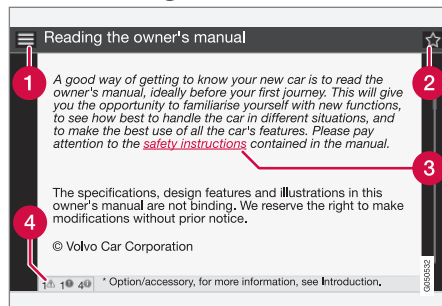 Reading the owner's manual
1
2
A good way of getting to know your new car is to read the
owner's manual, ideally before your first journey. This will give
you the opportunity to familiarise yourself with new functions,
to see how best to handle the car in different situations, and
to make the best use of all the car's features. Please pay
attention to the safety instructions contained in the manual.
3
The specifications, design features and illustrations in this
owner's manual are not binding. We reserve the right to make
modifications without prior notice.
4
© Volvo Car Corporation
1 1 4 * Option/accessory, for more information, see Introduction.
G050532